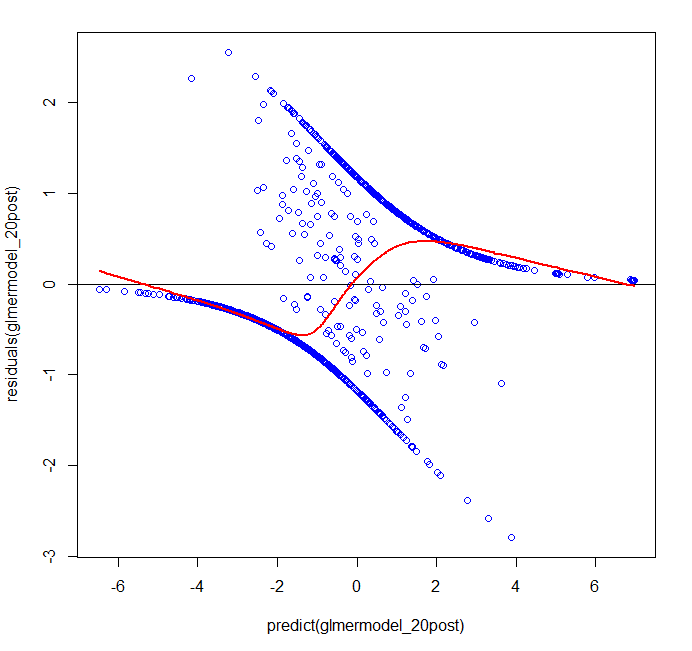 2
1
0
-1
-2
-3
residuals(glmermodel_20post)
-6 -4 -2 0 2 4 6
predict(glmermodel_20post)